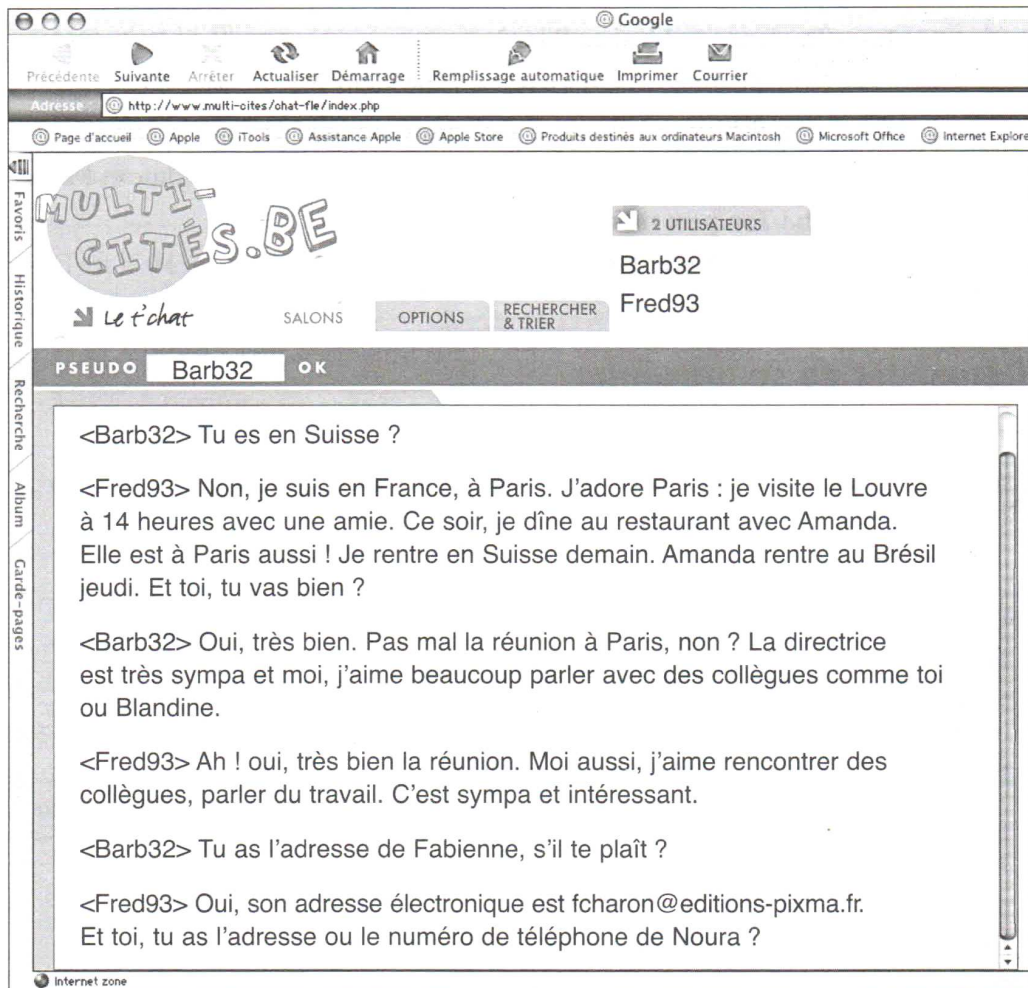 Google
Précédente Suivante Arrêter Actualiser Démarrage Remplissage automatique Imprimer Courrier
Adresse http://www.multi-cites/chat-fle/index.php
Page d'accueil Apple iTools Assistance Apple Apple Store Produits destinés aux ordinateurs Macintosh Microsoft Office Internet Explore
Favoris
Historique
Recherche
Album
Garde-pages
MULTI-
CITÉS.BE
Le t'chat
SALONS
OPTIONS
RECHERCHER
& TRIER
2 UTILISATEURS
Barb32
Fred93
PSEUDO Barb32 OK
<Barb32> Tu es en Suisse ?
<Fred93> Non, je suis en France, à Paris. J'adore Paris : je visite le Louvre
à 14 heures avec une amie. Ce soir, je dîne au restaurant avec Amanda.
Elle est à Paris aussi ! Je rentre en Suisse demain. Amanda rentre au Brésil
jeudi. Et toi, tu vas bien ?
<Barb32> Oui, très bien. Pas mal la réunion à Paris, non ? La directrice
est très sympa et moi, j'aime beaucoup parler avec des collègues comme toi
ou Blandine.
<Fred93> Ah ! oui, très bien la réunion. Moi aussi, j'aime rencontrer des
collègues, parler du travail. C'est sympa et intéressant.
<Barb32> Tu as l'adresse de Fabienne, s'il te plaît ?
<Fred93> Oui, son adresse électronique est fcharon@editions-pixma.fr.
Et toi, tu as l'adresse ou le numéro de téléphone de Noura ?
Internet zone